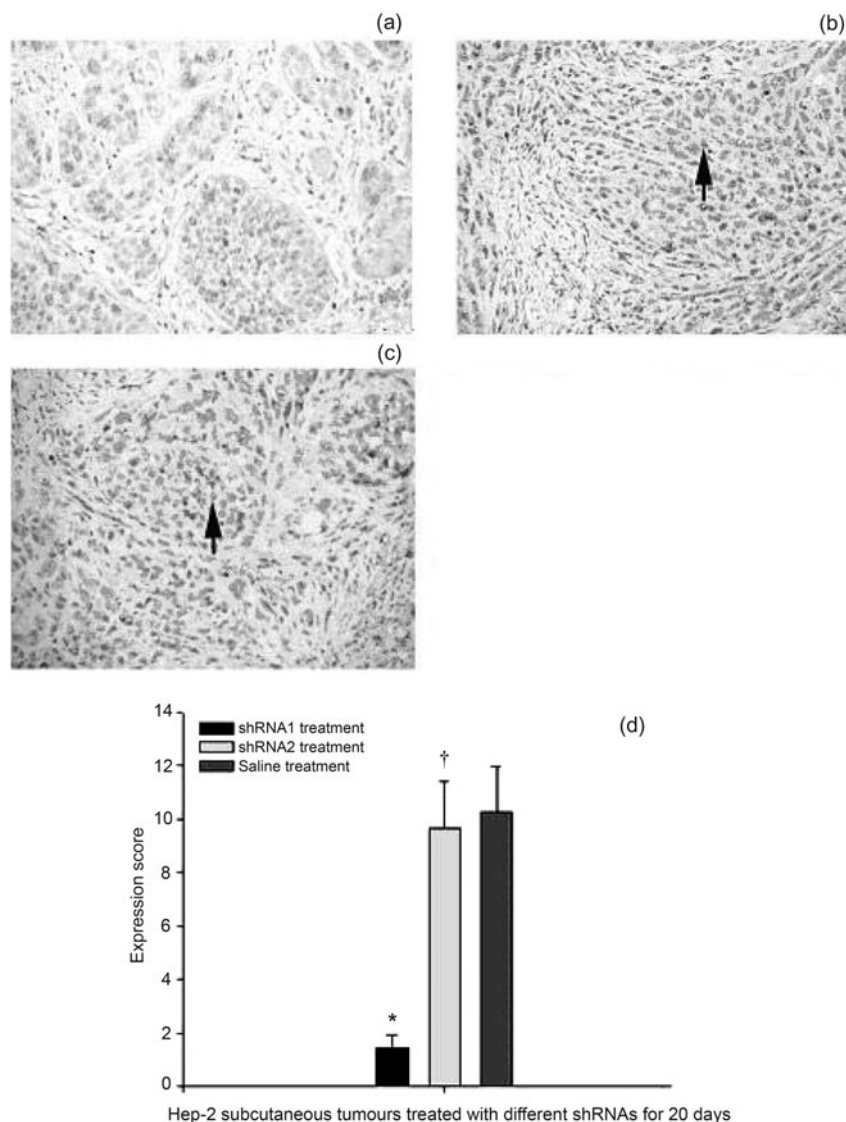 (a)
(b)
(c)
(d)
14
12
10
8
6
4
2
0
Expression score
shRNA1 treatment
shRNA2 treatment
Saline treatment
*
†
Hep-2 subcutaneous tumours treated with different shRNAs for 20 days